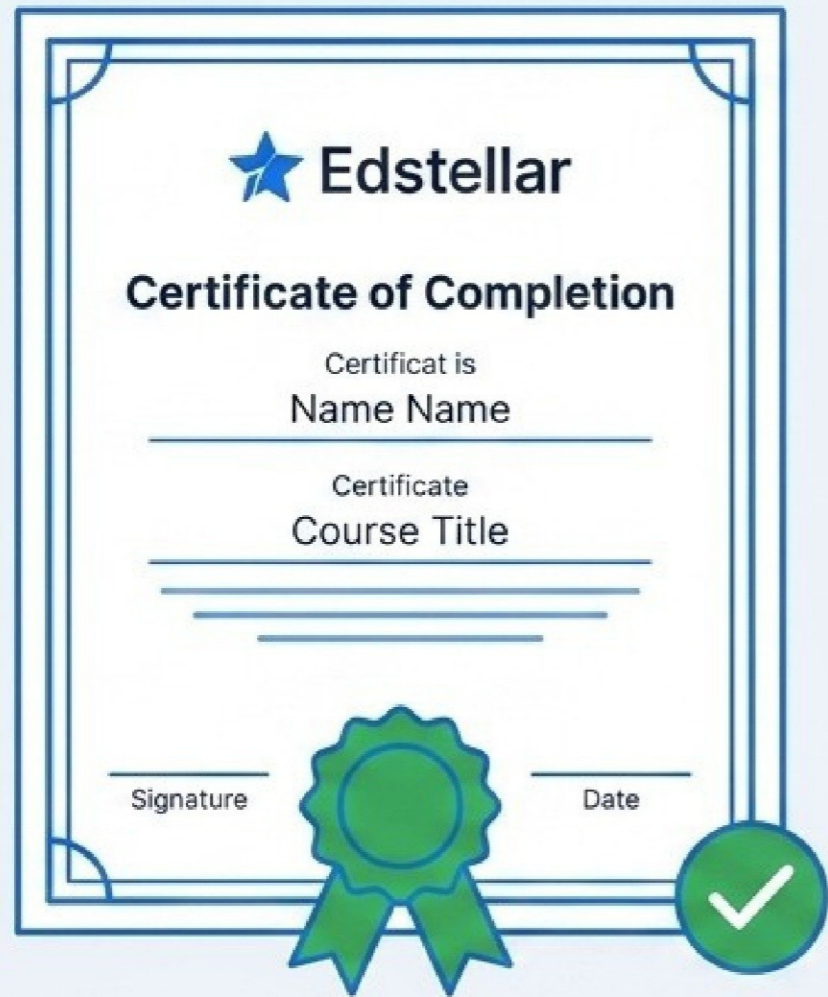 Edstellar
Certificate of Completion
Certificat is
Name Name
Certificate
Course Title
Signature
Date